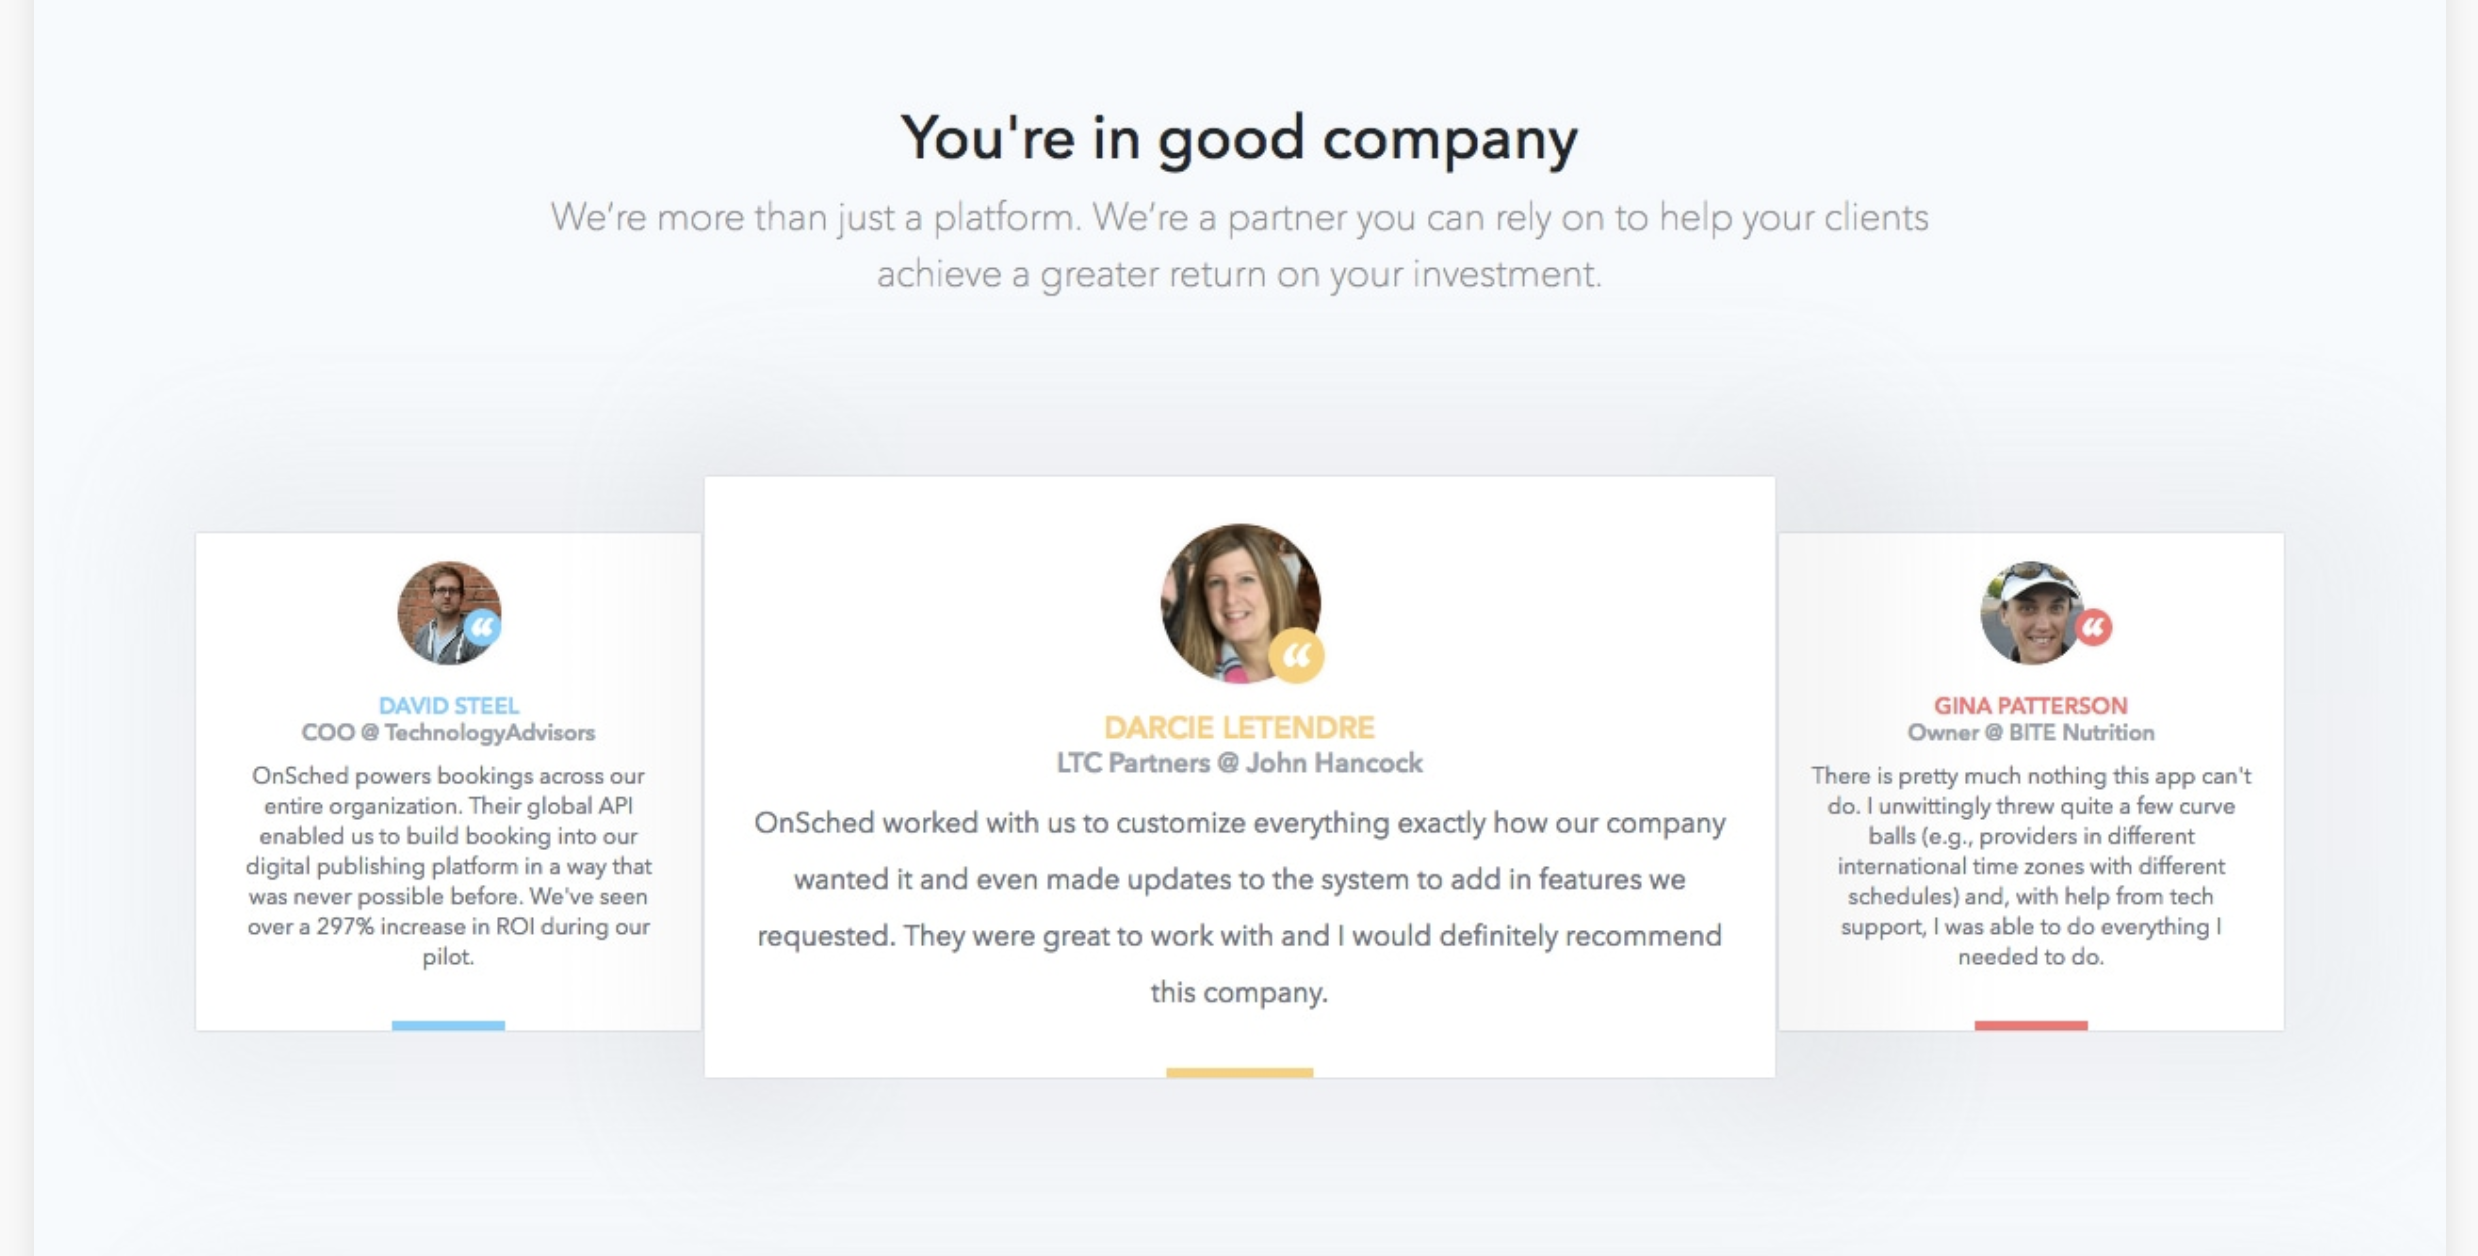 You're in good company
We’re more than just a platform. We’re a partner you can rely on to help your clients
achieve a greater return on your investment.
DAVID STEEL
COO @ TechnologyAdvisors
OnSched powers bookings across our
entire organization. Their global API
enabled us to build booking into our
digital publishing platform in a way that
was never possible before. We've seen
over a 297% increase in ROI during our
pilot.
DARCIE LETENDRE
LTC Partners @ John Hancock
OnSched worked with us to customize everything exactly how our company
wanted it and even made updates to the system to add in features we
requested. They were great to work with and I would definitely recommend
this company.
GINA PATTERSON
Owner @ BITE Nutrition
There is pretty much nothing this app can't
do. I unwittingly threw quite a few curve
balls (e.g., providers in different
international time zones with different
schedules) and, with help from tech
support, I was able to do everything I
needed to do.